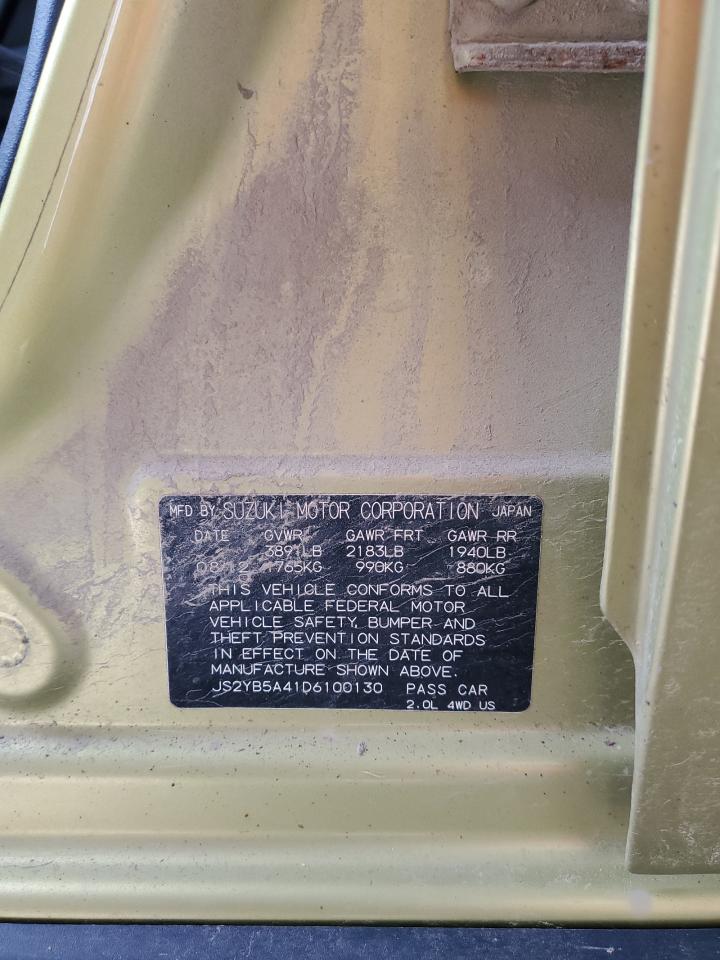 MFD BY SUZUKI MOTOR CORPORATION JAPAN
DATE GVWR GAWR FRT GAWR RR
3891LB 2183LB 1940LB
08/12 1765KG 990KG 880KG
THIS VEHICLE CONFORMS TO ALL
APPLICABLE FEDERAL MOTOR
VEHICLE SAFETY, BUMPER AND
THEFT PREVENTION STANDARDS
IN EFFECT ON THE DATE OF
MANUFACTURE SHOWN ABOVE.
JS2YB5A41D6100130 PASS CAR
2.0L 4WD US